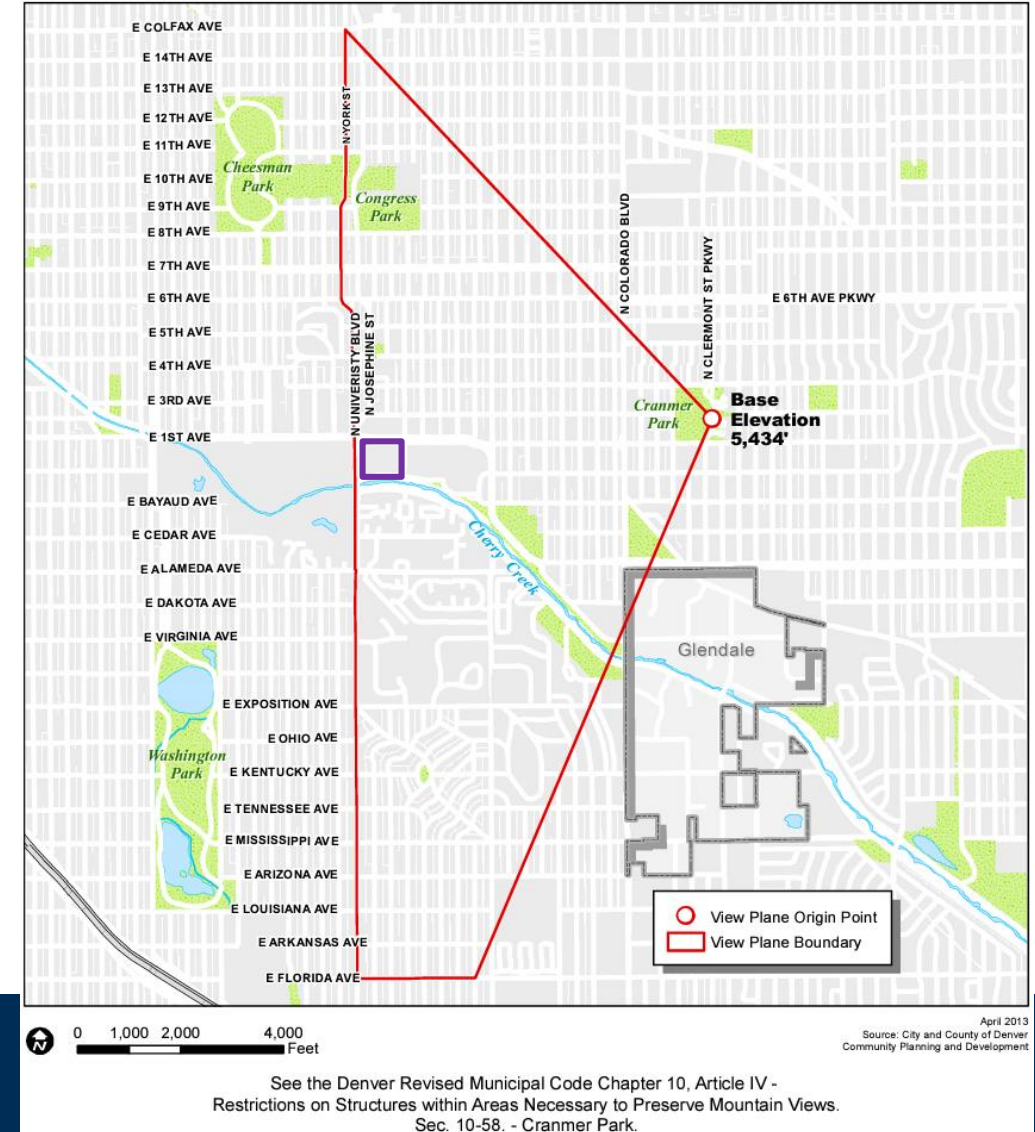 E COLFAX AVE
E 14TH AVE
E 13TH AVE
E 12TH AVE
E 11TH AVE
E 10TH AVE
E 9TH AVE
E 8TH AVE
E 7TH AVE
E 6TH AVE
E 5TH AVE
E 4TH AVE
E 3RD AVE
E 1ST AVE
E BAYAUD AVE
E CEDAR AVE
E ALAMEDA AVE
E DAKOTA AVE
E VIRGINIA AVE
E EXPOSITION AVE
E OHIO AVE
E KENTUCKY AVE
E TENNESSEE AVE
E MISSISSIPPI AVE
E ARIZONA AVE
E LOUISIANA AVE
E ARKANSAS AVE
E FLORIDA AVE
Cheesman
Park
Congress
Park
Washington
Park
N YORK ST
N UNIVERISTY BLVD
N JOSEPHINE ST
N COLORADO BLVD
N CLERMONT ST PKWY
E 6TH AVE PKWY
Cranmer
Park
Base
Elevation
5,434'
Cherry Creek
Glendale
View Plane Origin Point
View Plane Boundary
N
0 1,000 2,000 4,000
Feet
April 2013
Source: City and County of Denver
Community Planning and Development
See the Denver Revised Municipal Code Chapter 10, Article IV -
Restrictions on Structures within Areas Necessary to Preserve Mountain Views.
Sec. 10-58. - Cranmer Park.